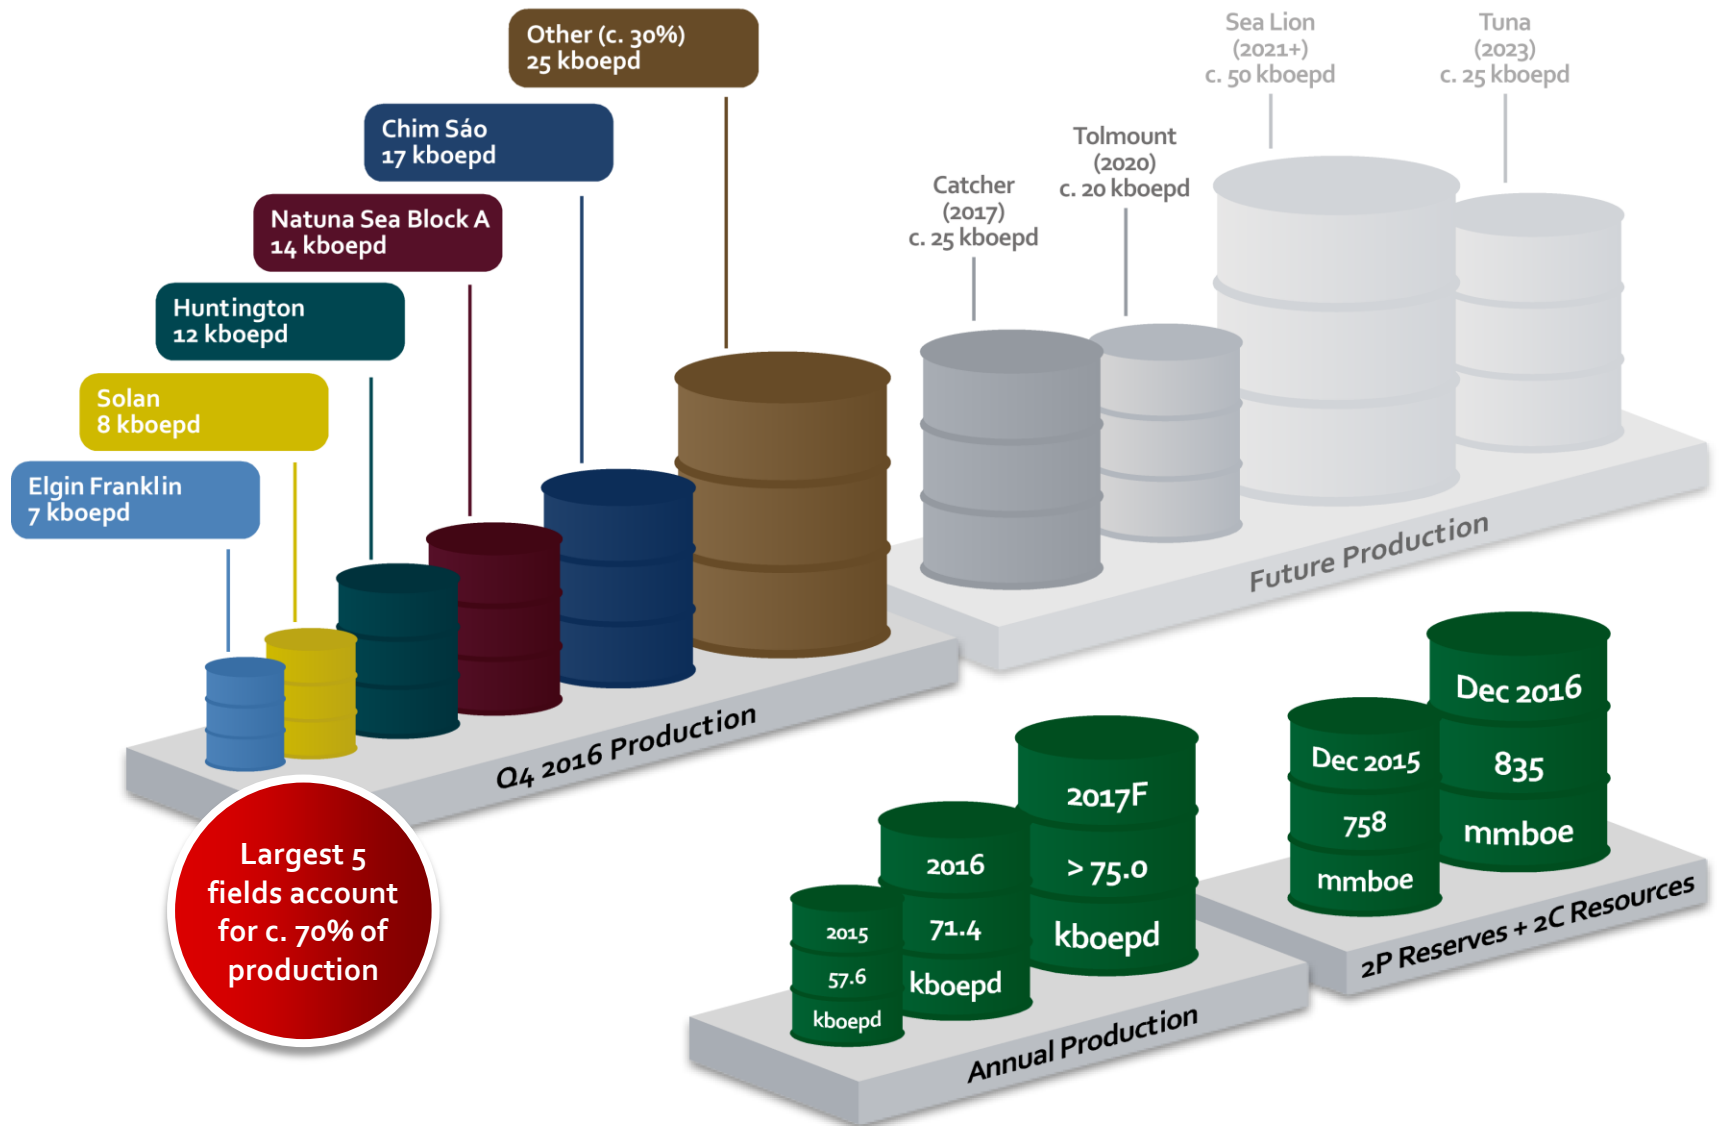 Other (c. 30%)
25 kboepd
Chim Sáo
17 kboepd
Natuna Sea Block A
14 kboepd
Huntington
12 kboepd
Solan
8 kboepd
Elgin Franklin
7 kboepd
Q4 2016 Production
Largest 5
fields account
for c. 70% of
production
Catcher
(2017)
c. 25 kboepd
Tolmount
(2020)
c. 20 kboepd
Sea Lion
(2021+)
c. 50 kboepd
Tuna
(2023)
c. 25 kboepd
Future Production
2015
57.6
kboepd
2016
71.4
kboepd
2017F
> 75.0
kboepd
Annual Production
Dec 2015
758
mmboe
Dec 2016
835
mmboe
2P Reserves + 2C Resources